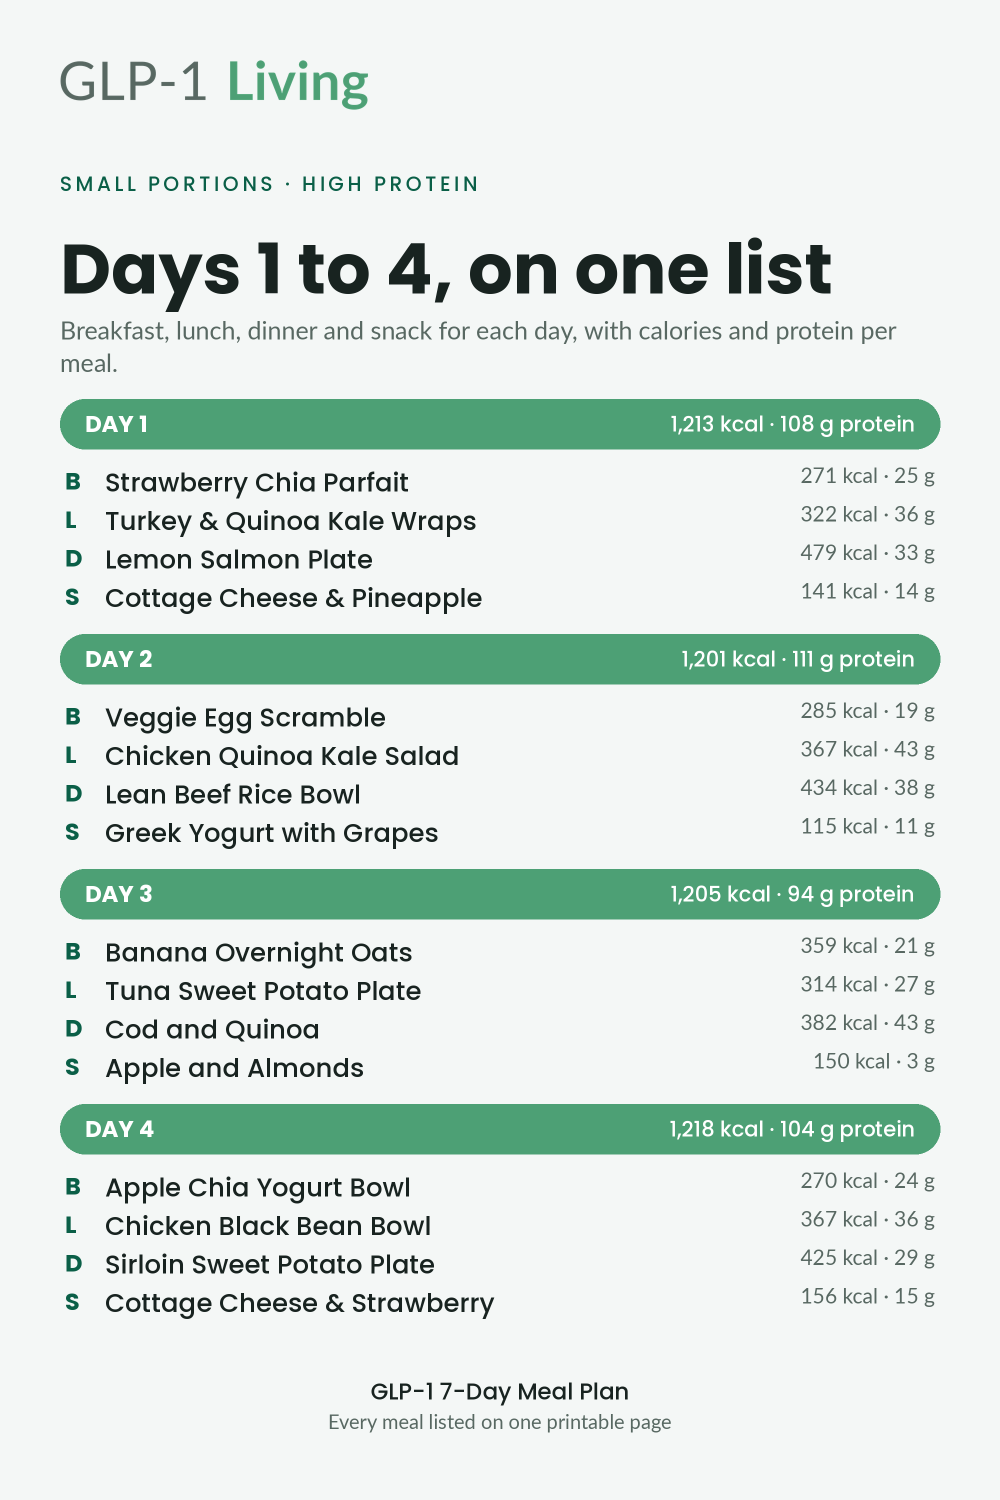 GLP-1 Living
SMALL PORTIONS · HIGH PROTEIN
Days 1 to 4, on one list
Breakfast, lunch, dinner and snack for each day, with calories and protein per
meal.
DAY 1 1,213 kcal · 108 g protein
B Strawberry Chia Parfait 271 kcal · 25 g
L Turkey & Quinoa Kale Wraps 322 kcal · 36 g
D Lemon Salmon Plate 479 kcal · 33 g
S Cottage Cheese & Pineapple 141 kcal · 14 g
DAY 2 1,201 kcal · 111 g protein
B Veggie Egg Scramble 285 kcal · 19 g
L Chicken Quinoa Kale Salad 367 kcal · 43 g
D Lean Beef Rice Bowl 434 kcal · 38 g
S Greek Yogurt with Grapes 115 kcal · 11 g
DAY 3 1,205 kcal · 94 g protein
B Banana Overnight Oats 359 kcal · 21 g
L Tuna Sweet Potato Plate 314 kcal · 27 g
D Cod and Quinoa 382 kcal · 43 g
S Apple and Almonds 150 kcal · 3 g
DAY 4 1,218 kcal · 104 g protein
B Apple Chia Yogurt Bowl 270 kcal · 24 g
L Chicken Black Bean Bowl 367 kcal · 36 g
D Sirloin Sweet Potato Plate 425 kcal · 29 g
S Cottage Cheese & Strawberry 156 kcal · 15 g
GLP-1 7-Day Meal Plan
Every meal listed on one printable page